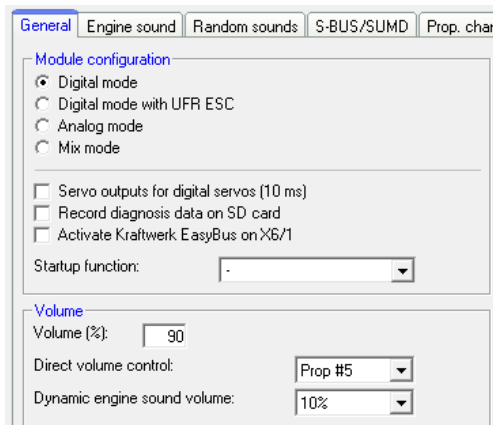 General Engine sound Random sounds S-BUS/SUMD Prop. char
Module configuration
Digital mode
Digital mode with UFR ESC
Analog mode
Mix mode
Servo outputs for digital servos (10 ms)
Record diagnosis data on SD card
Activate Kraftwerk EasyBus on X6/1
Startup function: -
Volume
Volume (%): 90
Direct volume control: Prop #5
Dynamic engine sound volume: 10%